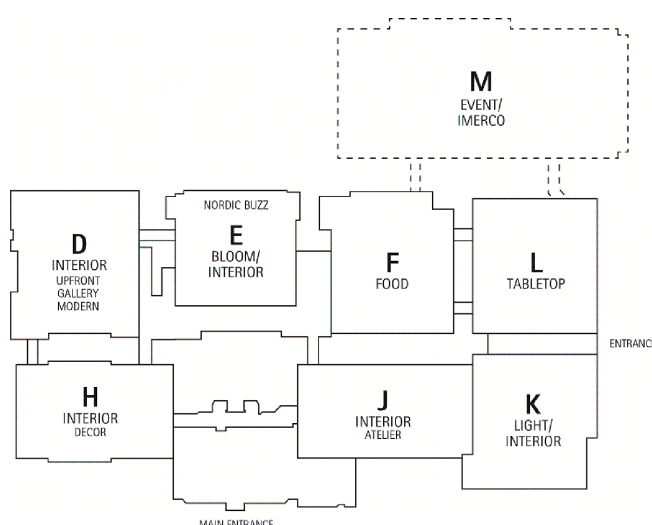 M
EVENT/
IMERCO
NORDIC BUZZ
D
INTERIOR
UPFRONT
GALLERY
MODERN
E
BLOOM/
INTERIOR
F
FOOD
L
TABLETOP
ENTRANC
H
INTERIOR
DECOR
J
INTERIOR
ATELIER
K
LIGHT/
INTERIOR
MAIN ENTRANCE